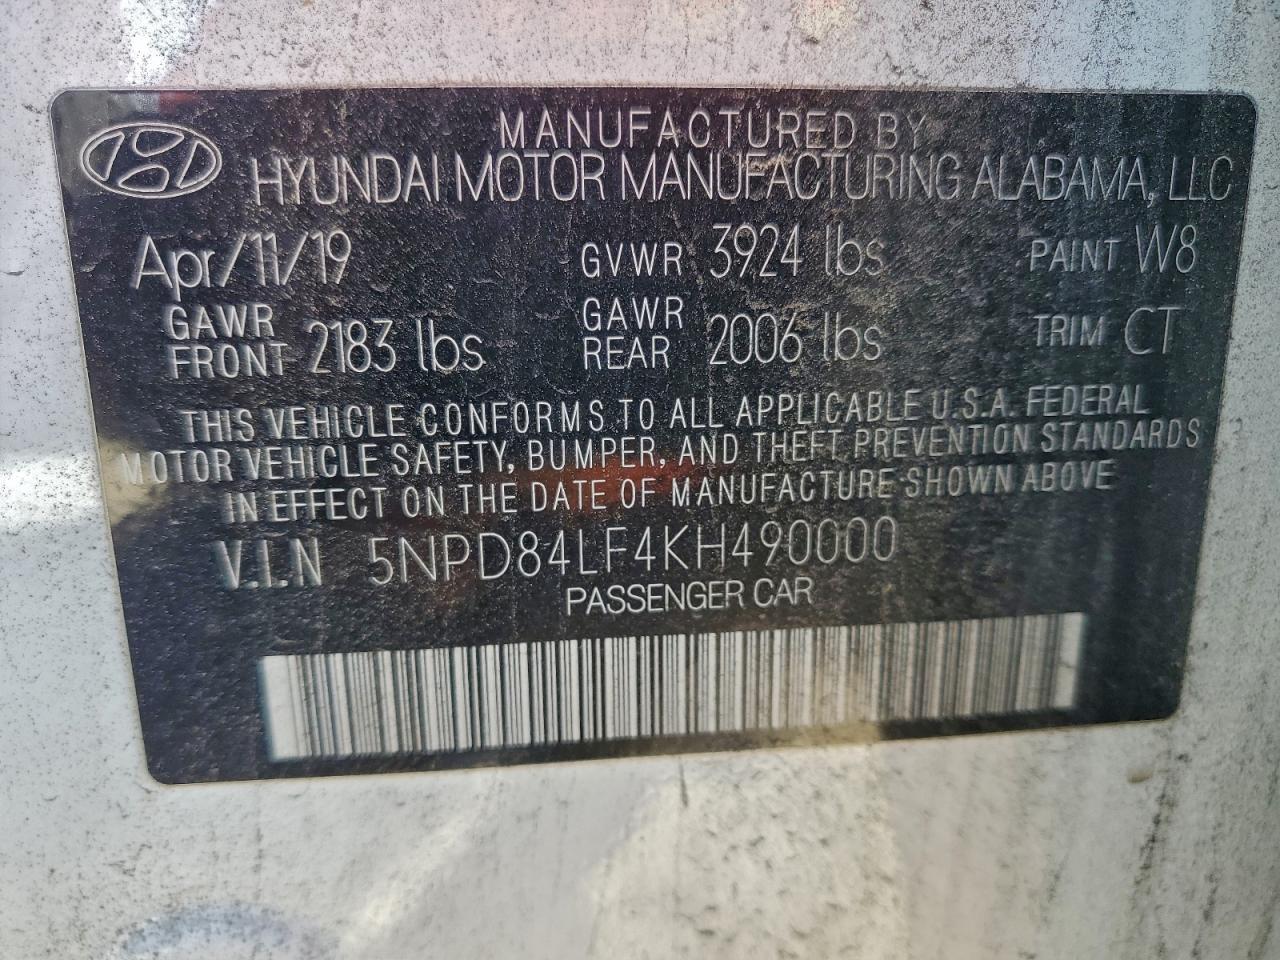 MANUFACTURED BY
HYUNDAI MOTOR MANUFACTURING ALABAMA, LLC
Apr/11/19 GVWR 3924 lbs PAINT W8
GAWR FRONT 2183 lbs GAWR REAR 2006 lbs TRIM CT
THIS VEHICLE CONFORMS TO ALL APPLICABLE U.S.A. FEDERAL
MOTOR VEHICLE SAFETY, BUMPER, AND THEFT PREVENTION STANDARDS
IN EFFECT ON THE DATE OF MANUFACTURE SHOWN ABOVE
V.I.N 5NPD84LF4KH490000
PASSENGER CAR